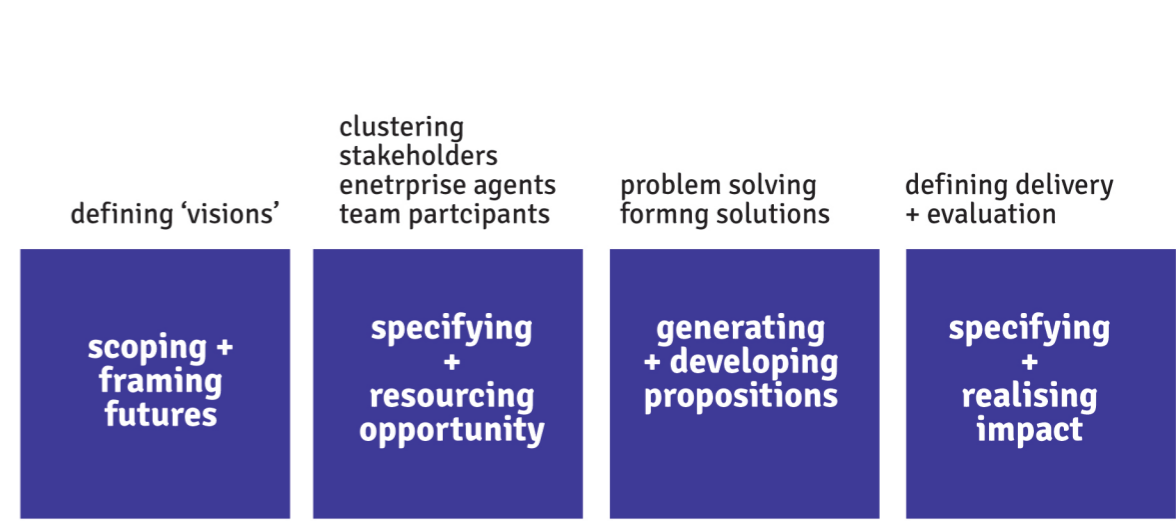 defining ‘visions’
clustering
stakeholders
enetrprise agents
team partcipants
problem solving
formng solutions
defining delivery
+ evaluation
scoping +
framing
futures
specifying
+
resourcing
opportunity
generating
+ developing
propositions
specifying
+
realising
impact